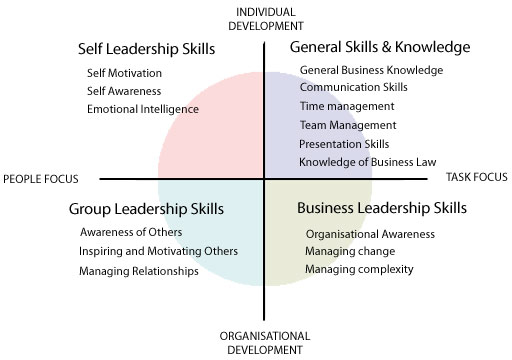 INDIVIDUAL
DEVELOPMENT
Self Leadership Skills
Self Motivation
Self Awareness
Emotional Intelligence
General Skills & Knowledge
General Business Knowledge
Communication Skills
Time management
Team Management
Presentation Skills
Knowledge of Business Law
PEOPLE FOCUS
TASK FOCUS
Group Leadership Skills
Awareness of Others
Inspiring and Motivating Others
Managing Relationships
Business Leadership Skills
Organisational Awareness
Managing change
Managing complexity
ORGANISATIONAL
DEVELOPMENT